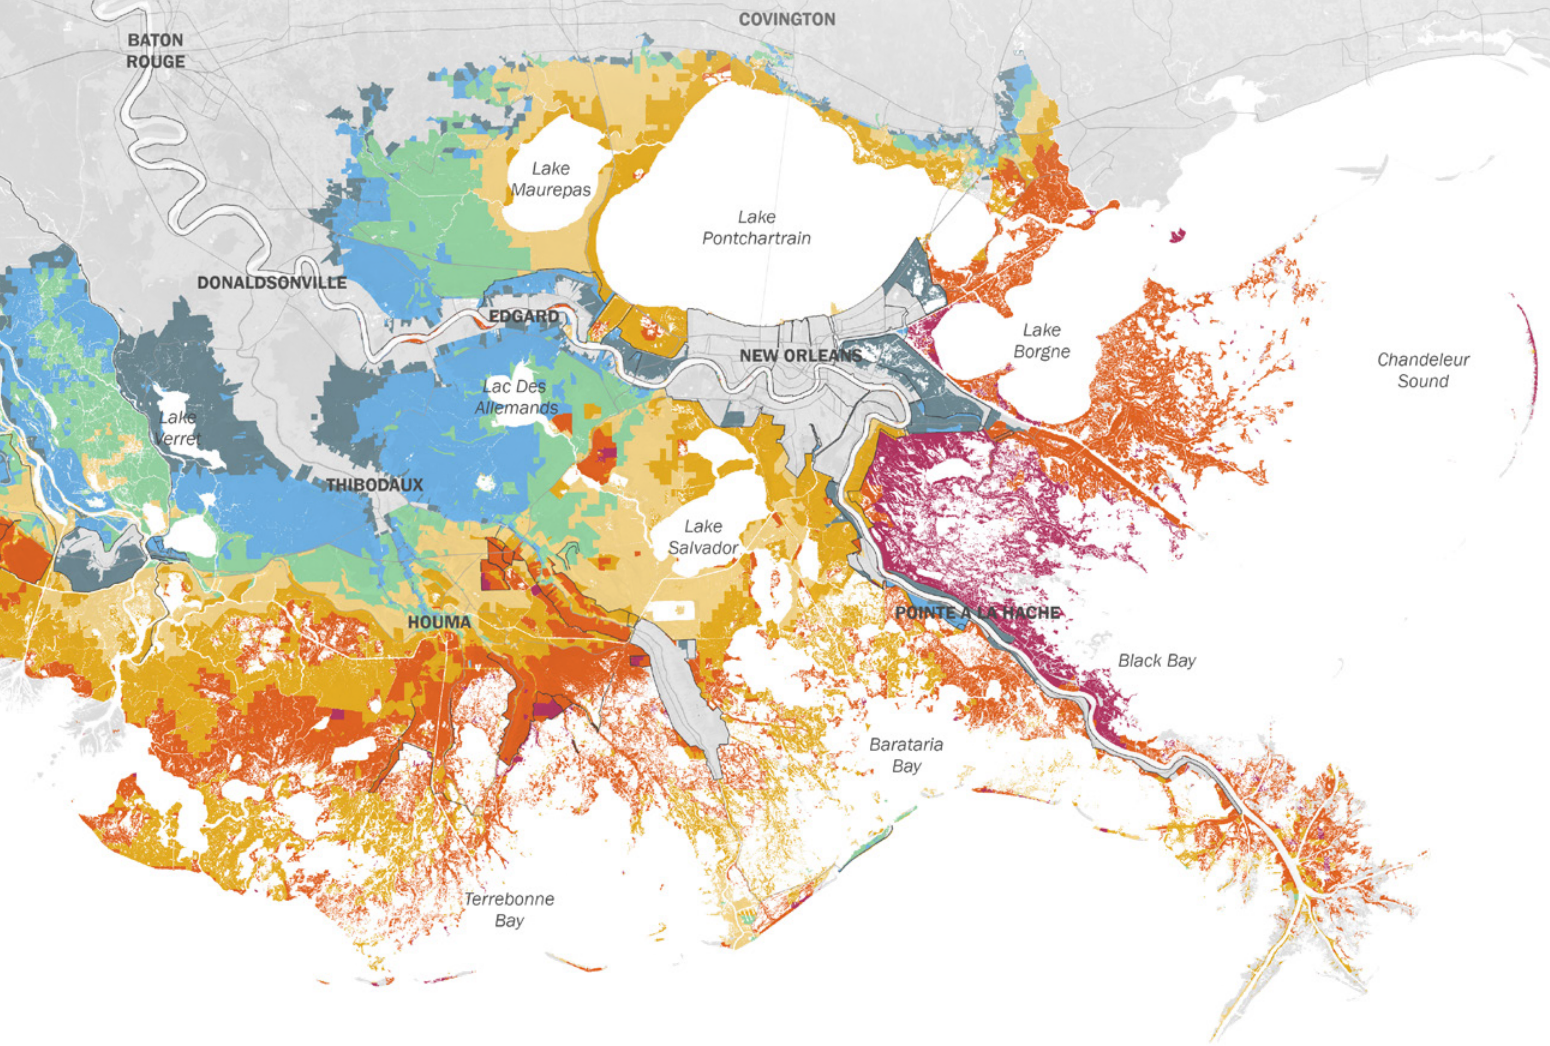 COVINGTON
BATON
ROUGE
Lake
Maurepas
Lake
Pontchartrain
DONALDSONVILLE
EDGARD
Lake
Borgne
NEW ORLEANS
Chandeleur
Sound
Lac Des
Allemands
Lake
Verret
THIBODAUX
Lake
Salvador
POINTE A LA HACHE
HOUMA
Black Bay
Barataria
Bay
Terrebonne
Bay